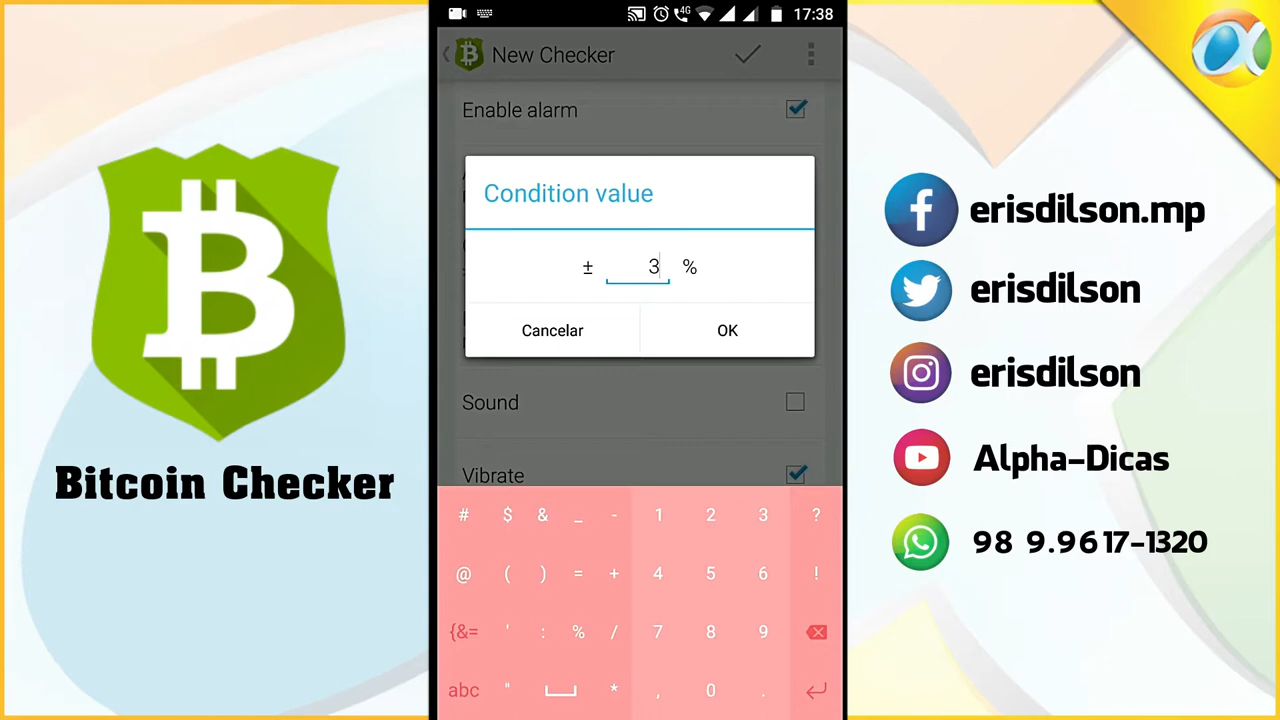 17:38
4G
New Checker
Enable alarm
Condition value
± 3 %
Cancelar OK
Sound
Vibrate
# $ & _ - 1 2 3 ?
@ ( ) = + 4 5 6 !
{&= ' : % / 7 8 9
abc " * , 0 .
Bitcoin Checker
erisdilson.mp
erisdilson
erisdilson
Alpha-Dicas
98 9.9617-1320